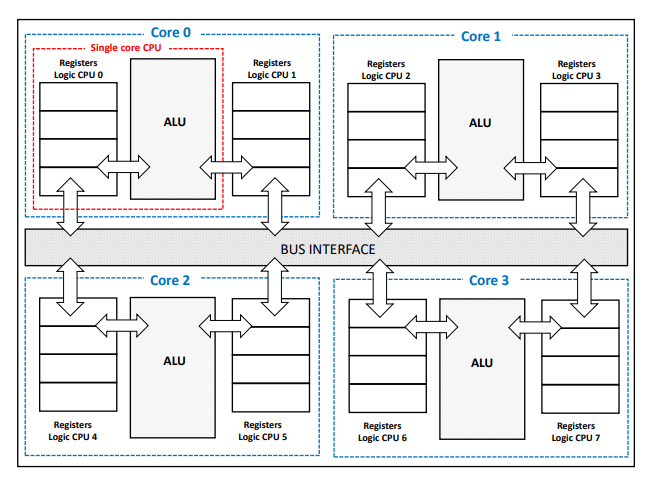 Core 0
Core 1
Single core CPU
Registers
Logic CPU 0
ALU
Registers
Logic CPU 1
Registers
Logic CPU 2
ALU
Registers
Logic CPU 3
BUS INTERFACE
Core 2
Core 3
ALU
ALU
Registers
Logic CPU 4
Registers
Logic CPU 5
Registers
Logic CPU 6
Registers
Logic CPU 7